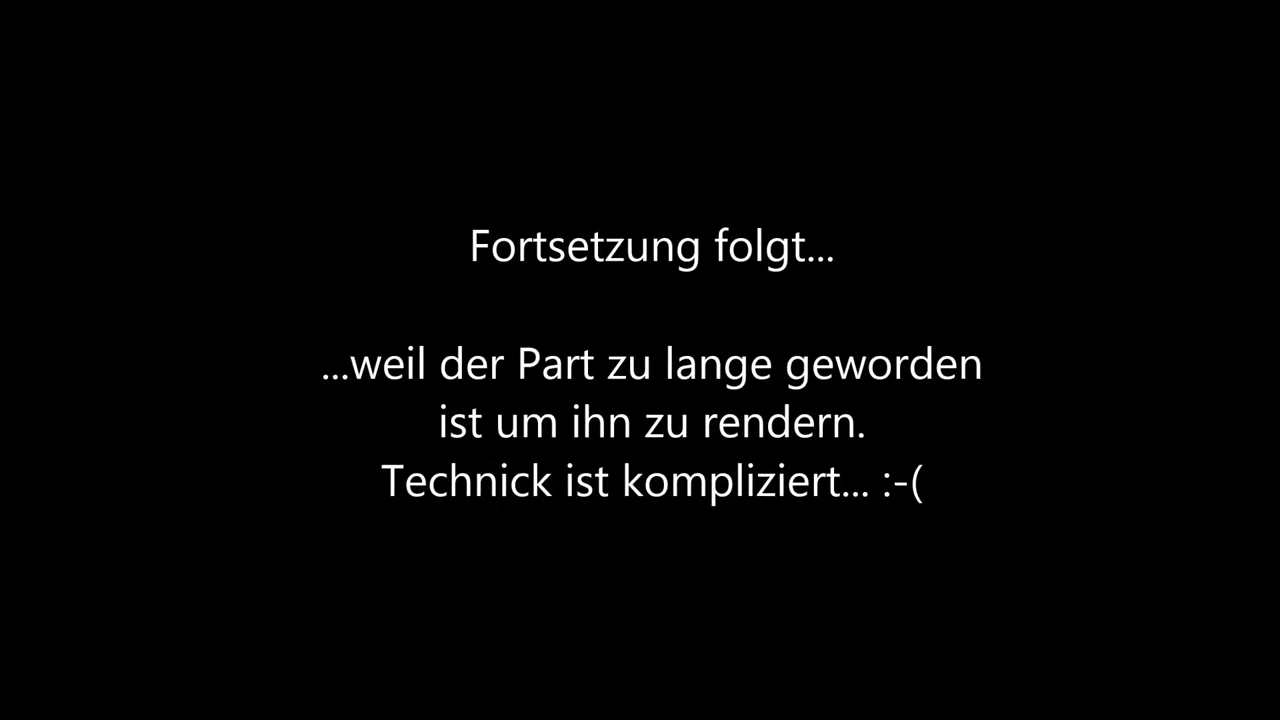 Fortsetzung folgt...
...weil der Part zu lange geworden
ist um ihn zu rendern.
Technick ist kompliziert... :-(